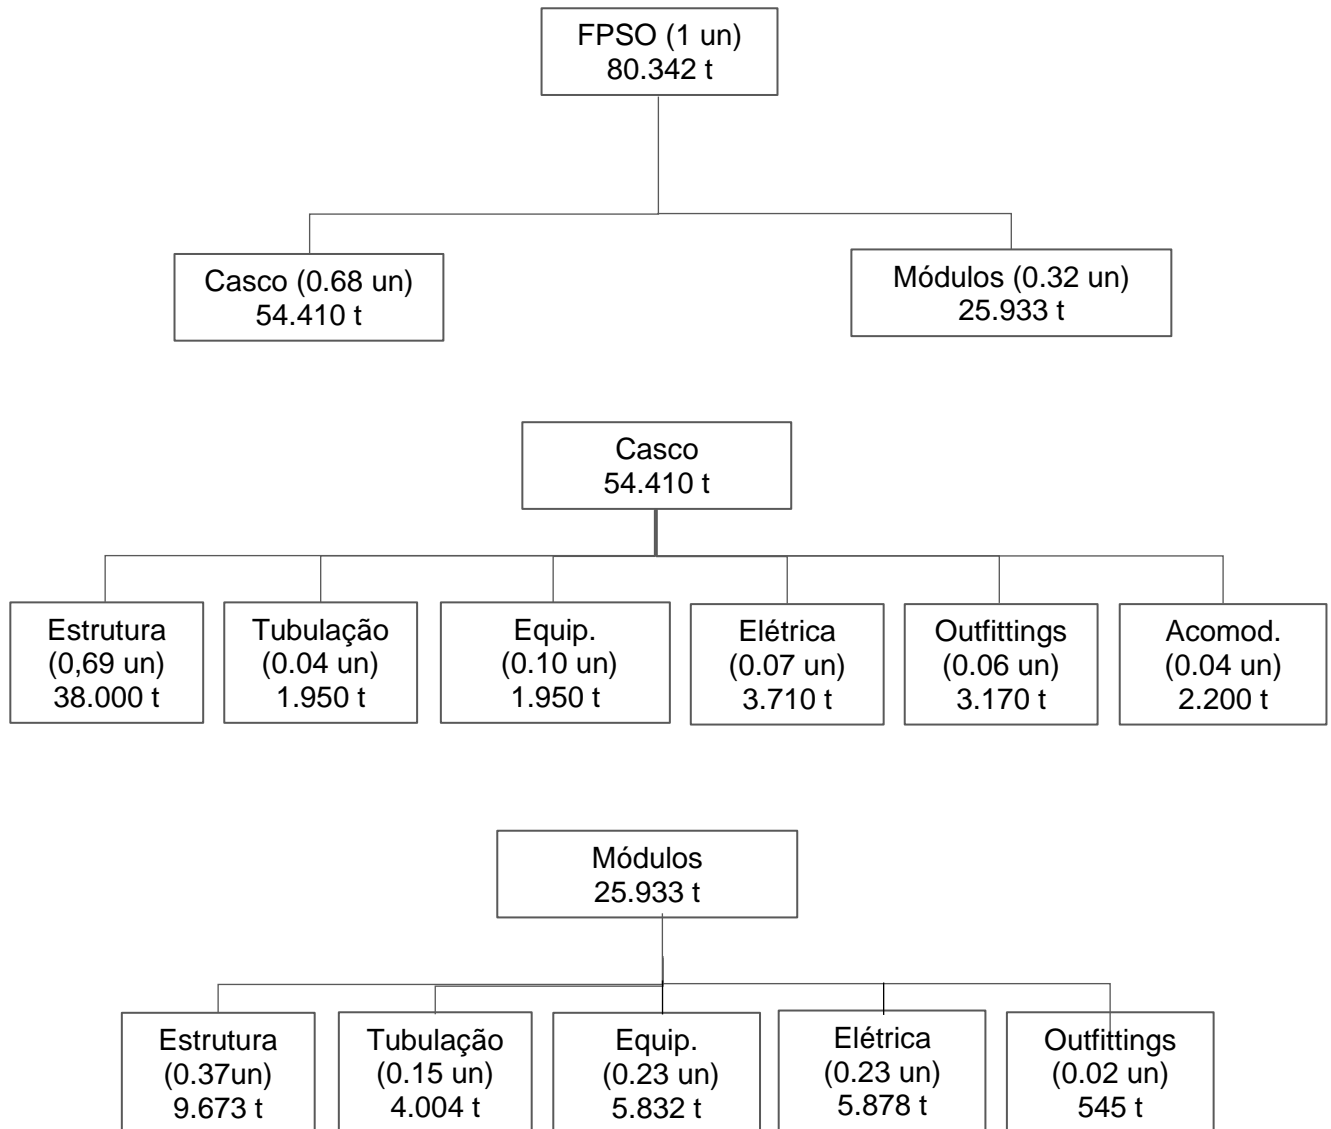 FPSO (1 un)
80.342 t
Casco (0.68 un)
54.410 t
Módulos (0.32 un)
25.933 t
Casco
54.410 t
Estrutura
(0,69 un)
38.000 t
Tubulação
(0.04 un)
1.950 t
Equip.
(0.10 un)
1.950 t
Elétrica
(0.07 un)
3.710 t
Outfittings
(0.06 un)
3.170 t
Acomod.
(0.04 un)
2.200 t
Módulos
25.933 t
Estrutura
(0.37un)
9.673 t
Tubulação
(0.15 un)
4.004 t
Equip.
(0.23 un)
5.832 t
Elétrica
(0.23 un)
5.878 t
Outfittings
(0.02 un)
545 t